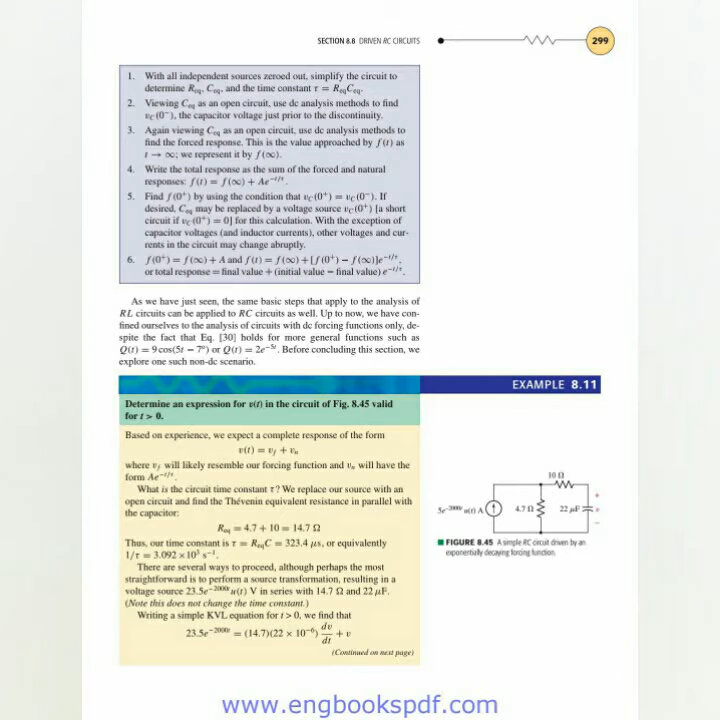 SECTION 8.8 DRIVEN RC CIRCUITS
299
1. With all independent sources zeroed out, simplify the circuit to
determine Req, Ceq, and the time constant τ = ReqCeq.
2. Viewing Ceq as an open circuit, use dc analysis methods to find
vC(0−), the capacitor voltage just prior to the discontinuity.
3. Again viewing Ceq as an open circuit, use dc analysis methods to
find the forced response. This is the value approached by f(t) as
t → ∞; we represent it by f(∞).
4. Write the total response as the sum of the forced and natural
responses: f(t) = f(∞) + Ae−t/τ.
5. Find f(0+) by using the condition that vC(0+) = vC(0−). If
desired, Ceq may be replaced by a voltage source vC(0+) [a short
circuit if vC(0+) = 0] for this calculation. With the exception of
capacitor voltages (and inductor currents), other voltages and cur-
rents in the circuit may change abruptly.
6. f(0+) = f(∞) + A and f(t) = f(∞) + [f(0+) − f(∞)]e−t/τ,
or total response = final value + (initial value − final value) e−t/τ.
As we have just seen, the same basic steps that apply to the analysis of
RL circuits can be applied to RC circuits as well. Up to now, we have con-
fined ourselves to the analysis of circuits with dc forcing functions only, de-
spite the fact that Eq. [30] holds for more general functions such as
Q(t) = 9 cos(5t − 7°) or Q(t) = 2e−5t. Before concluding this section, we
explore one such non-dc scenario.
EXAMPLE 8.11
Determine an expression for v(t) in the circuit of Fig. 8.45 valid
for t > 0.
Based on experience, we expect a complete response of the form
v(t) = vf + vn
where vf will likely resemble our forcing function and vn will have the
form Ae−t/τ.
What is the circuit time constant τ? We replace our source with an
open circuit and find the Thévenin equivalent resistance in parallel with
the capacitor:
Req = 4.7 + 10 = 14.7 Ω
Thus, our time constant is τ = ReqC = 323.4 μs, or equivalently
1/τ = 3.092 × 10³ s−1.
There are several ways to proceed, although perhaps the most
straightforward is to perform a source transformation, resulting in a
voltage source 23.5e−2000tu(t) V in series with 14.7 Ω and 22 μF.
(Note this does not change the time constant.)
Writing a simple KVL equation for t > 0, we find that
23.5e−2000t = (14.7)(22 × 10−6) dv/dt + v
(Continued on next page)
10 Ω
5e−2000t u(t) A
4.7 Ω
22 μF
+
v
−
■ FIGURE 8.45 A simple RC circuit driven by an
exponentially decaying forcing function.
www.engbookspdf.com